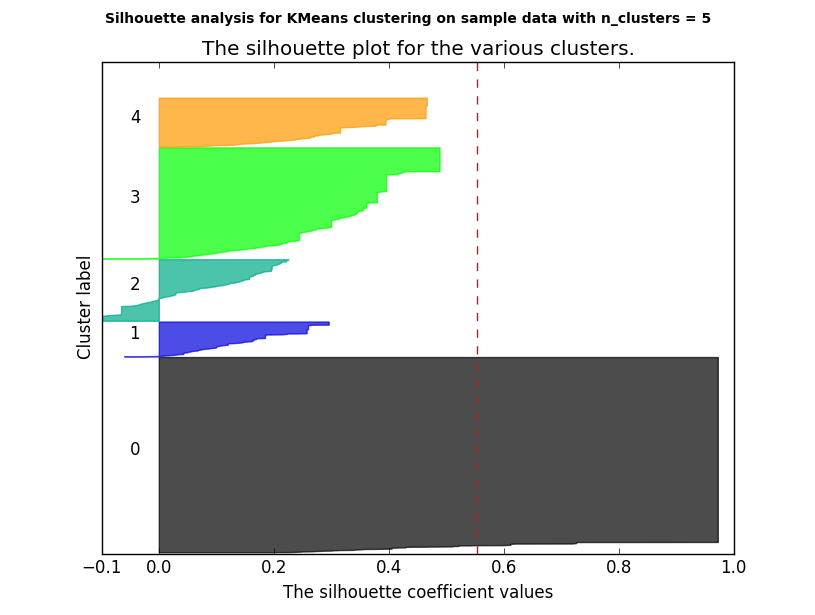 Silhouette analysis for KMeans clustering on sample data with n_clusters = 5
The silhouette plot for the various clusters.
4
3
2
1
0
Cluster label
−0.1 0.0 0.2 0.4 0.6 0.8 1.0
The silhouette coefficient values